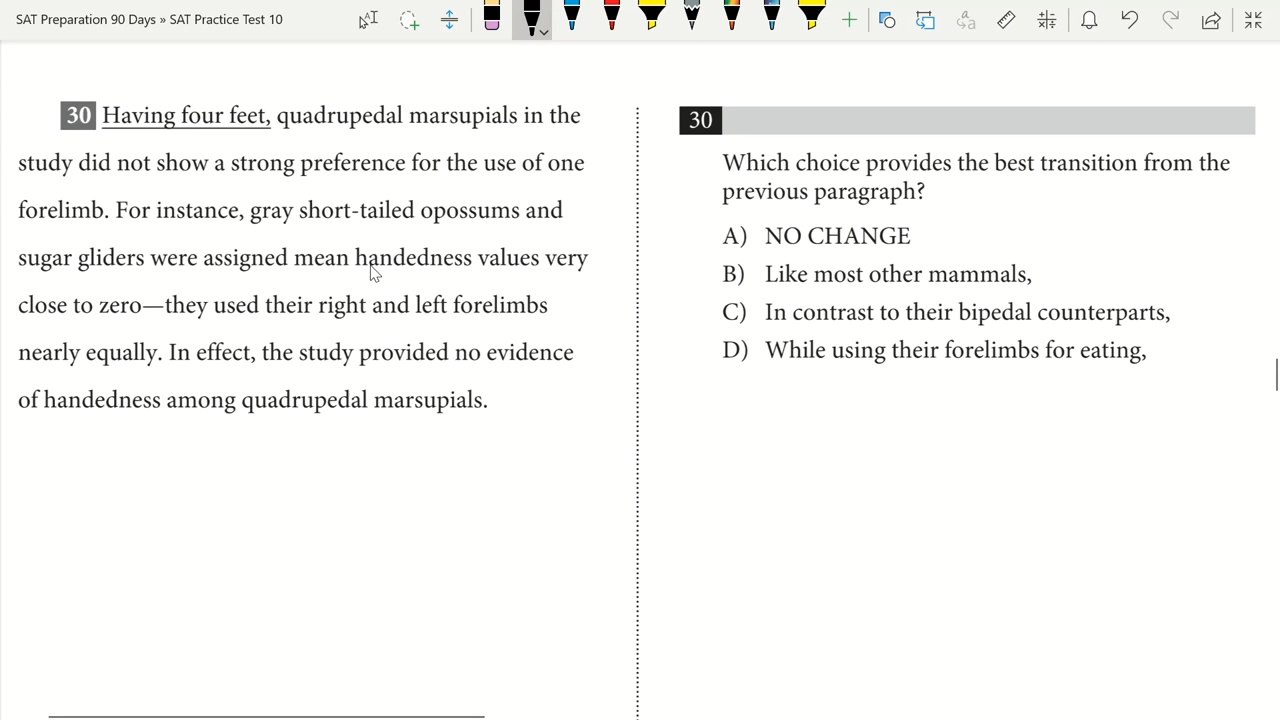 SAT Preparation 90 Days » SAT Practice Test 10
30 Having four feet, quadrupedal marsupials in the
study did not show a strong preference for the use of one
forelimb. For instance, gray short-tailed opossums and
sugar gliders were assigned mean handedness values very
close to zero—they used their right and left forelimbs
nearly equally. In effect, the study provided no evidence
of handedness among quadrupedal marsupials.
30
Which choice provides the best transition from the
previous paragraph?
A) NO CHANGE
B) Like most other mammals,
C) In contrast to their bipedal counterparts,
D) While using their forelimbs for eating,